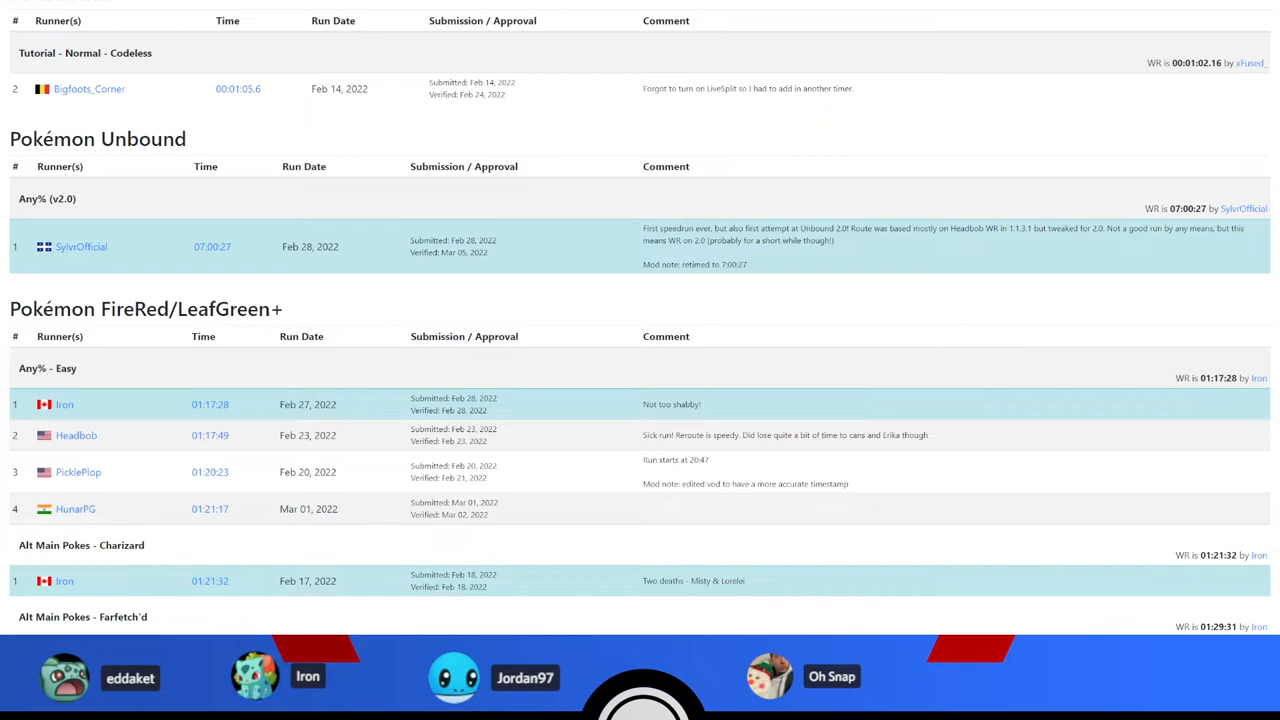 # Runner(s) Time Run Date Submission / Approval Comment
Tutorial - Normal - Codeless
WR is 00:01:02.16 by xFused_
2 Bigfoots_Corner 00:01:05.6 Feb 14, 2022 Submitted: Feb 14, 2022 Forgot to turn on LiveSplit so I had to add in another timer.
Verified: Feb 24, 2022
Pokémon Unbound
# Runner(s) Time Run Date Submission / Approval Comment
Any% (v2.0)
WR is 07:00:27 by SylvrOfficial
First speedrun ever, but also first attempt at Unbound 2.0! Route was based mostly on Headbob WR in 1.1.3.1 but tweaked for 2.0. Not a good run by any means, but this
1 SylvrOfficial 07:00:27 Feb 28, 2022 Submitted: Feb 28, 2022 means WR on 2.0 (probably for a short while though!)
Verified: Mar 05, 2022
Mod note: retimed to 7:00:27
Pokémon FireRed/LeafGreen+
# Runner(s) Time Run Date Submission / Approval Comment
Any% - Easy
WR is 01:17:28 by Iron
1 Iron 01:17:28 Feb 27, 2022 Submitted: Feb 28, 2022 Not too shabby!
Verified: Feb 28, 2022
2 Headbob 01:17:49 Feb 23, 2022 Submitted: Feb 23, 2022 Sick run! Reroute is speedy. Did lose quite a bit of time to cans and Erika though
Verified: Feb 23, 2022
Run starts at 20:47
3 PicklePlop 01:20:23 Feb 20, 2022 Submitted: Feb 20, 2022
Verified: Feb 21, 2022
Mod note: edited vod to have a more accurate timestamp
4 HunarPG 01:21:17 Mar 01, 2022 Submitted: Mar 01, 2022
Verified: Mar 02, 2022
Alt Main Pokes - Charizard
WR is 01:21:32 by Iron
1 Iron 01:21:32 Feb 17, 2022 Submitted: Feb 18, 2022 Two deaths - Misty & Lorelei
Verified: Feb 18, 2022
Alt Main Pokes - Farfetch'd
WR is 01:29:31 by Iron
eddaket Iron Jordan97 Oh Snap